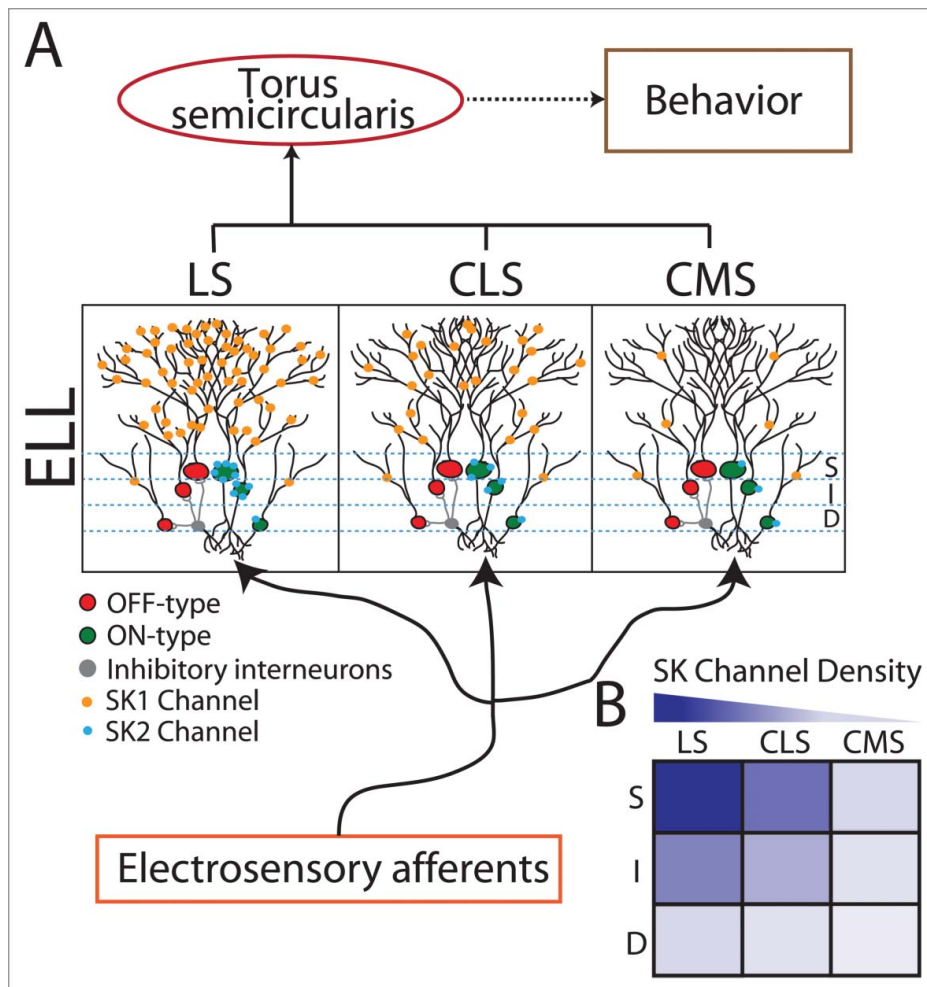 A
Torus
semicircularis
Behavior
LS
CLS
CMS
ELL
S
I
D
OFF-type
ON-type
Inhibitory interneurons
SK1 Channel
SK2 Channel
Electrosensory afferents
B
SK Channel Density
LS
CLS
CMS
S
I
D